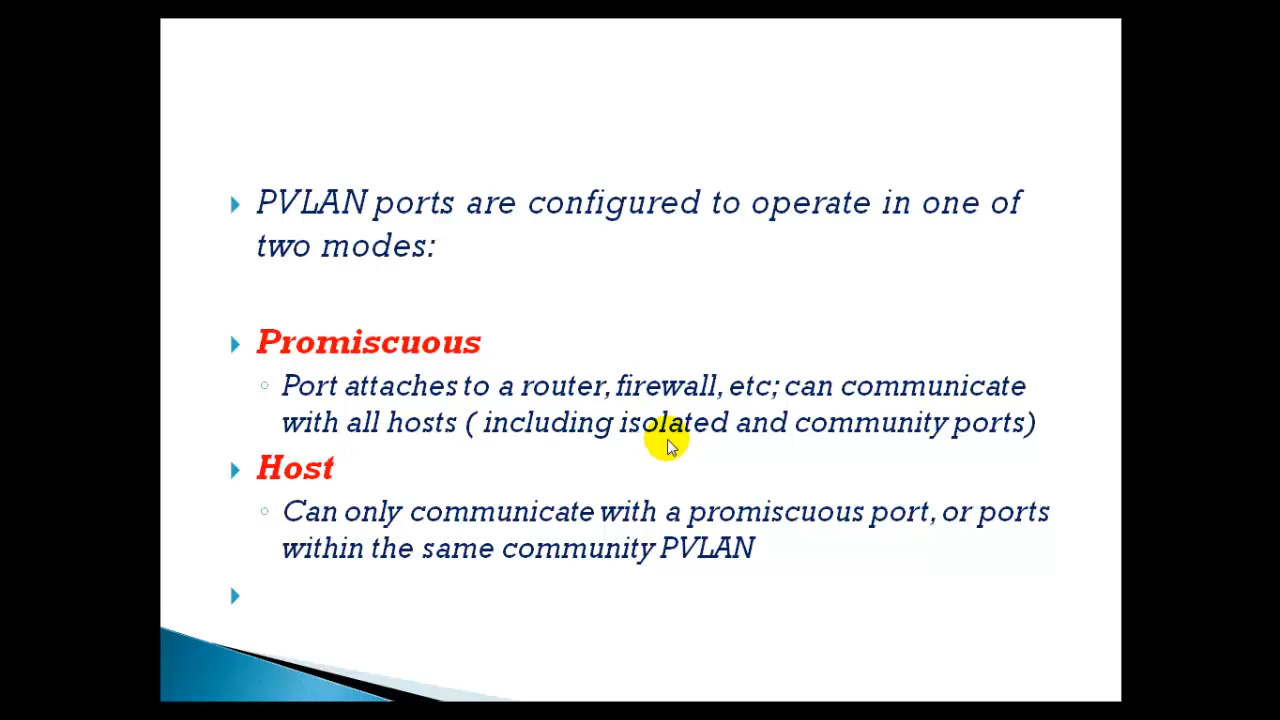 PVLAN ports are configured to operate in one of
two modes:
Promiscuous
Port attaches to a router, firewall, etc; can communicate
with all hosts ( including isolated and community ports)
Host
Can only communicate with a promiscuous port, or ports
within the same community PVLAN